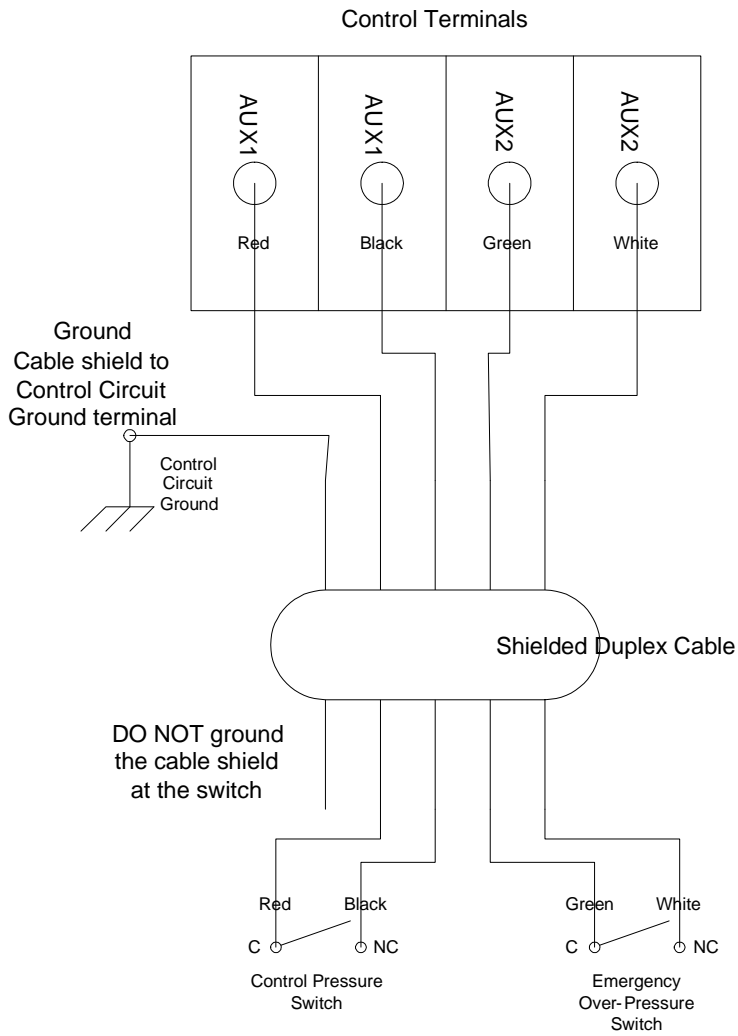 Control Terminals
AUX1
AUX1
AUX2
AUX2
Red
Black
Green
White
Ground
Cable shield to
Control Circuit
Ground terminal
Control
Circuit
Ground
Shielded Duplex Cable
DO NOT ground
the cable shield
at the switch
Red
Black
Green
White
C
NC
C
NC
Control Pressure
Switch
Emergency
Over-Pressure
Switch